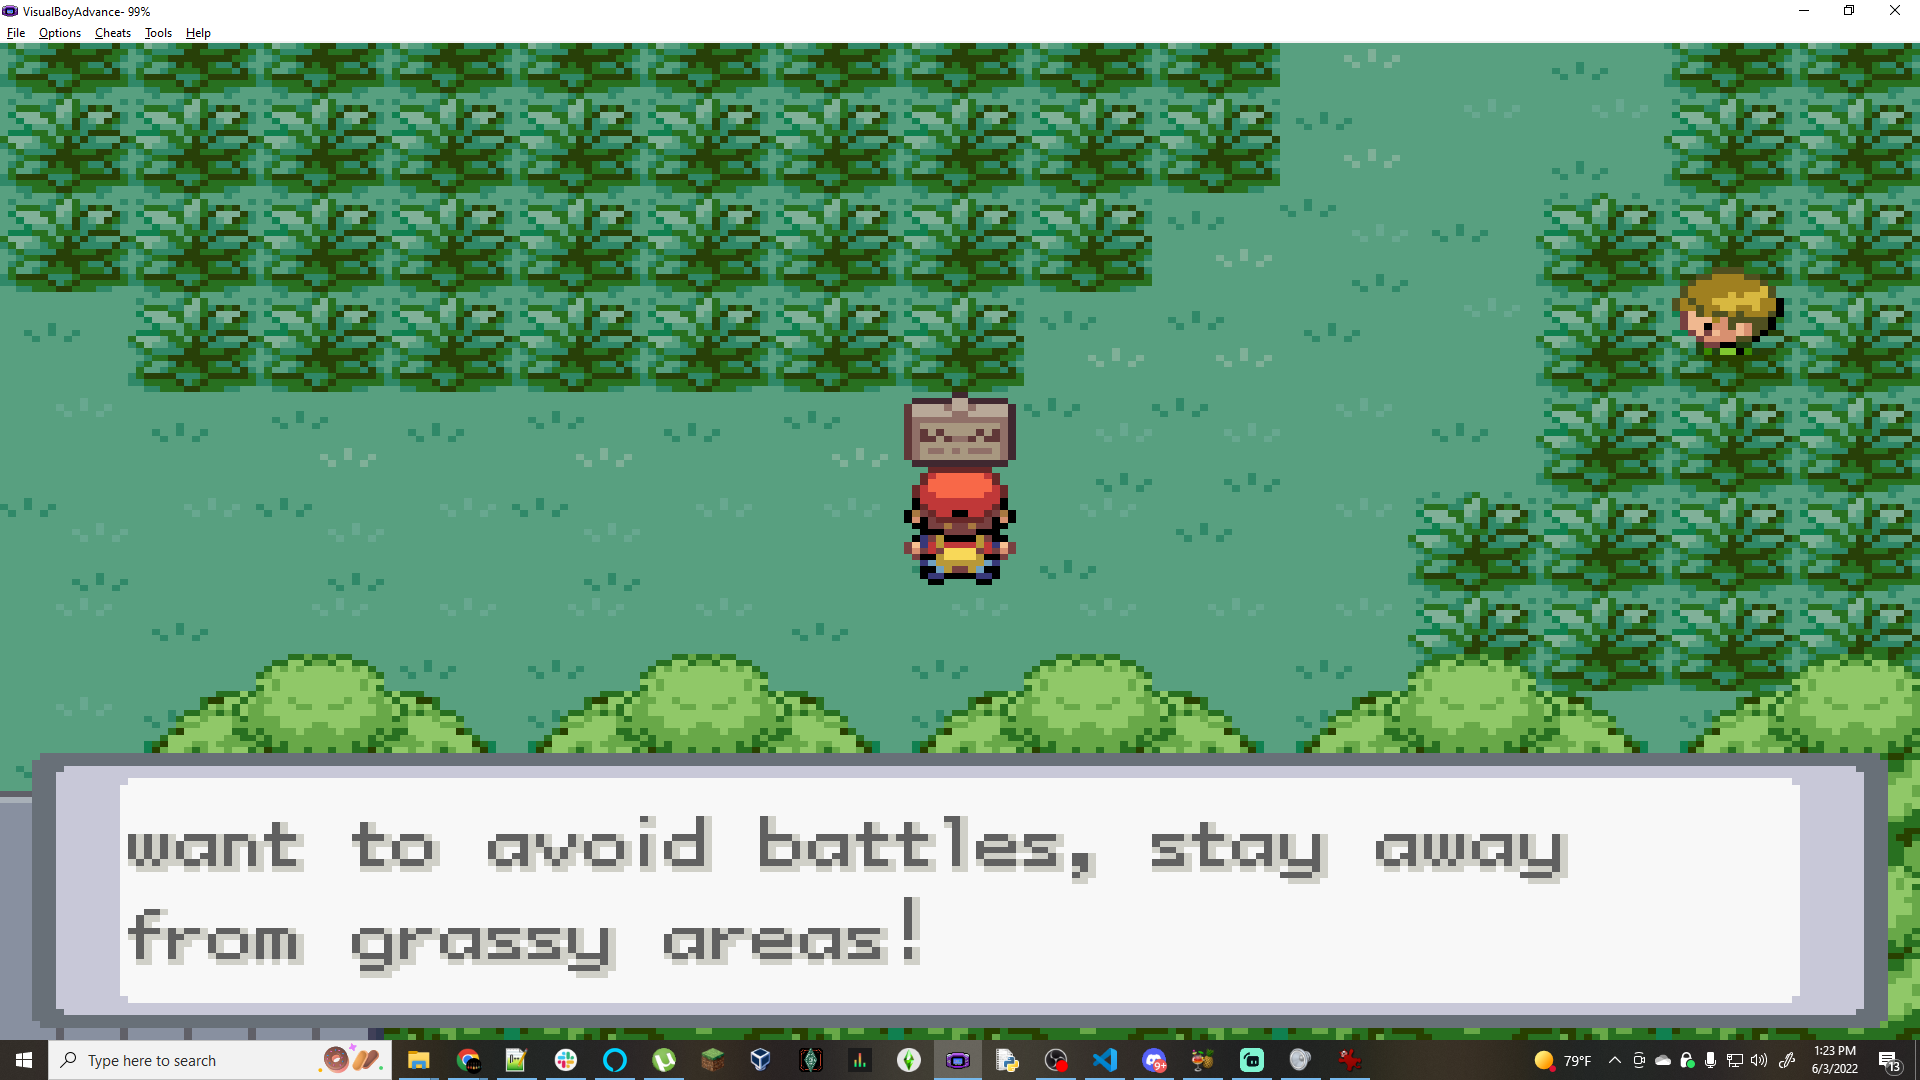 VisualBoyAdvance- 99%
File Options Cheats Tools Help
want to avoid battles, stay away
from grassy areas!
Type here to search
9+
79°F
1:23 PM
6/3/2022
13